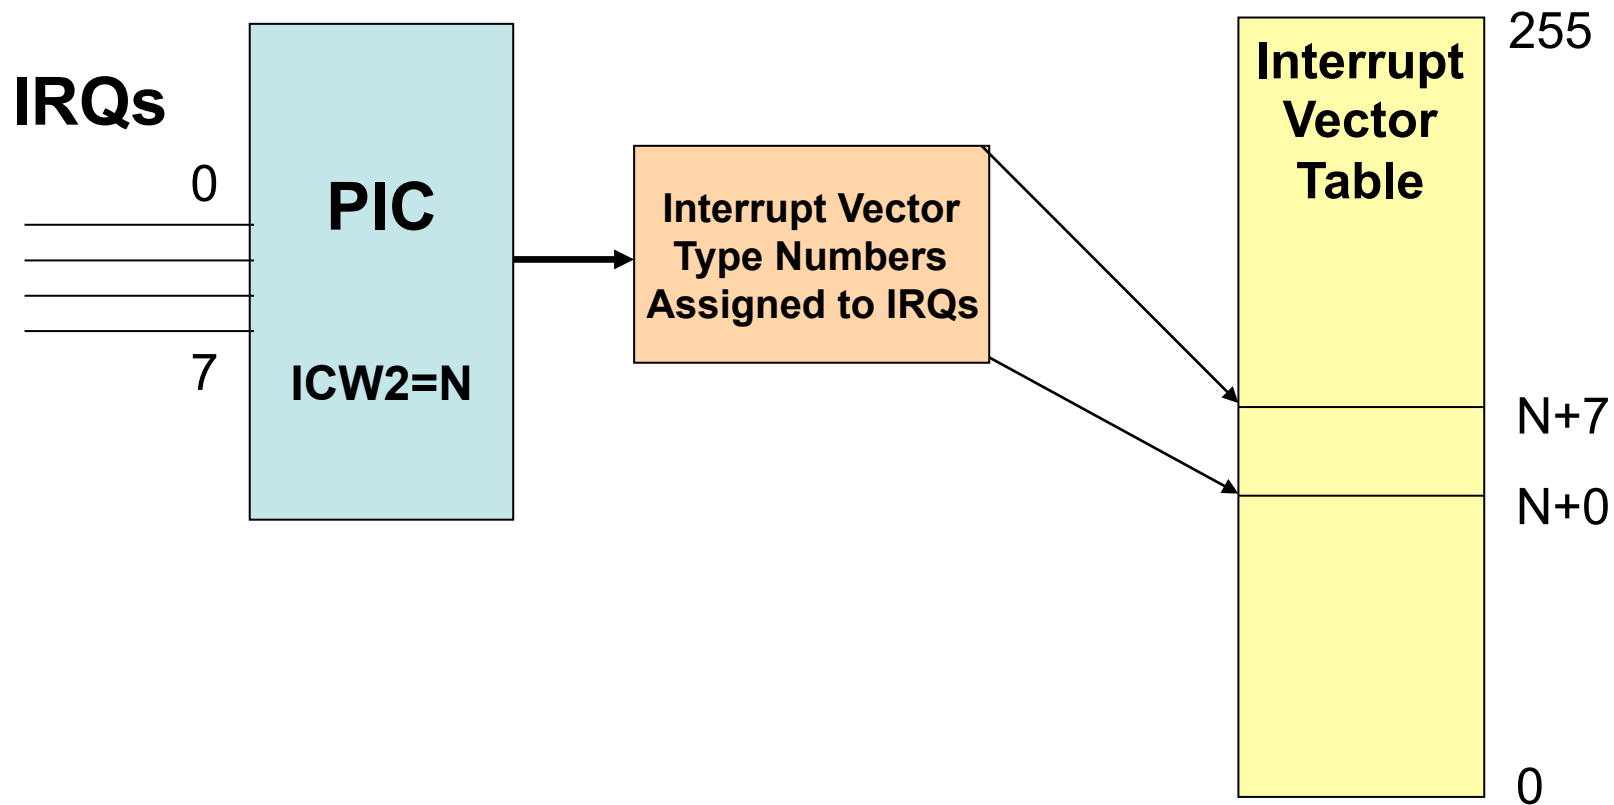 IRQs
0
7
PIC
ICW2=N
Interrupt Vector
Type Numbers
Assigned to IRQs
Interrupt
Vector
Table
255
N+7
N+0
0